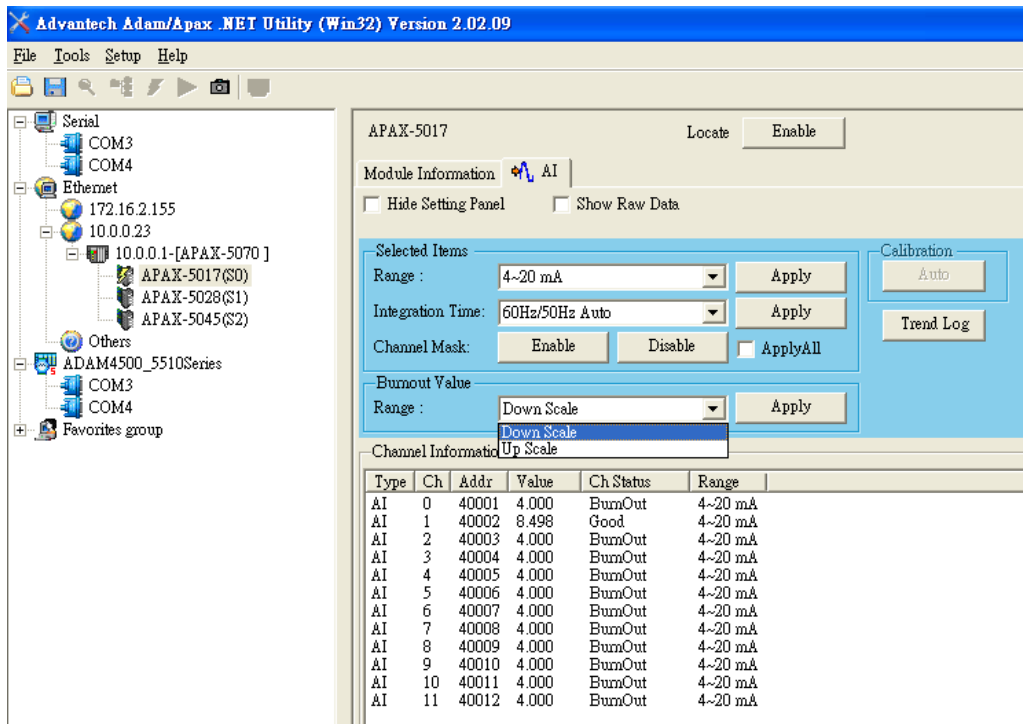 Advantech Adam/Apax .NET Utility (Win32) Version 2.02.09
File Tools Setup Help
Serial
COM3
COM4
Ethernet
172.16.2.155
10.0.0.23
10.0.0.1-[APAX-5070 ]
APAX-5017(S0)
APAX-5028(S1)
APAX-5045(S2)
Others
ADAM4500_5510Series
COM3
COM4
Favorites group
APAX-5017 Locate Enable
Module Information AI
Hide Setting Panel Show Raw Data
Selected Items
Range : 4~20 mA Apply
Integration Time: 60Hz/50Hz Auto Apply
Channel Mask: Enable Disable ApplyAll
Calibration
Auto
Trend Log
Burnout Value
Range : Down Scale Apply
Down Scale
Up Scale
Channel Informatio
Type Ch Addr Value Ch Status Range
AI 0 40001 4.000 BurnOut 4~20 mA
AI 1 40002 8.498 Good 4~20 mA
AI 2 40003 4.000 BurnOut 4~20 mA
AI 3 40004 4.000 BurnOut 4~20 mA
AI 4 40005 4.000 BurnOut 4~20 mA
AI 5 40006 4.000 BurnOut 4~20 mA
AI 6 40007 4.000 BurnOut 4~20 mA
AI 7 40008 4.000 BurnOut 4~20 mA
AI 8 40009 4.000 BurnOut 4~20 mA
AI 9 40010 4.000 BurnOut 4~20 mA
AI 10 40011 4.000 BurnOut 4~20 mA
AI 11 40012 4.000 BurnOut 4~20 mA